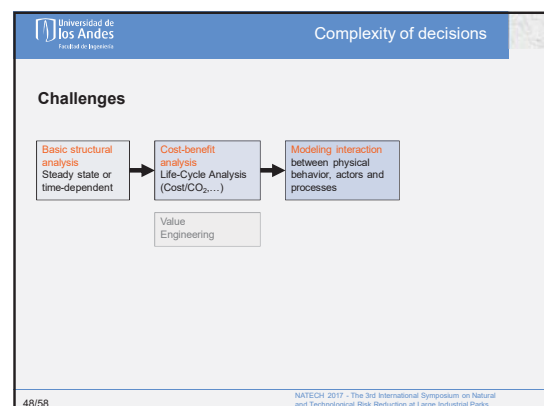 Universidad de
los Andes
Facultad de Ingeniería
Complexity of decisions
Challenges
Basic structural
analysis
Steady state or
time-dependent
Cost-benefit
analysis
Life-Cycle Analysis
(Cost/CO₂,...)
Modeling interaction
between physical
behavior, actors and
processes
Value
Engineering
48/58
NATECH 2017 – The 3rd International Symposium on Natural
and Technological Risk Reduction at Large Industrial Parks